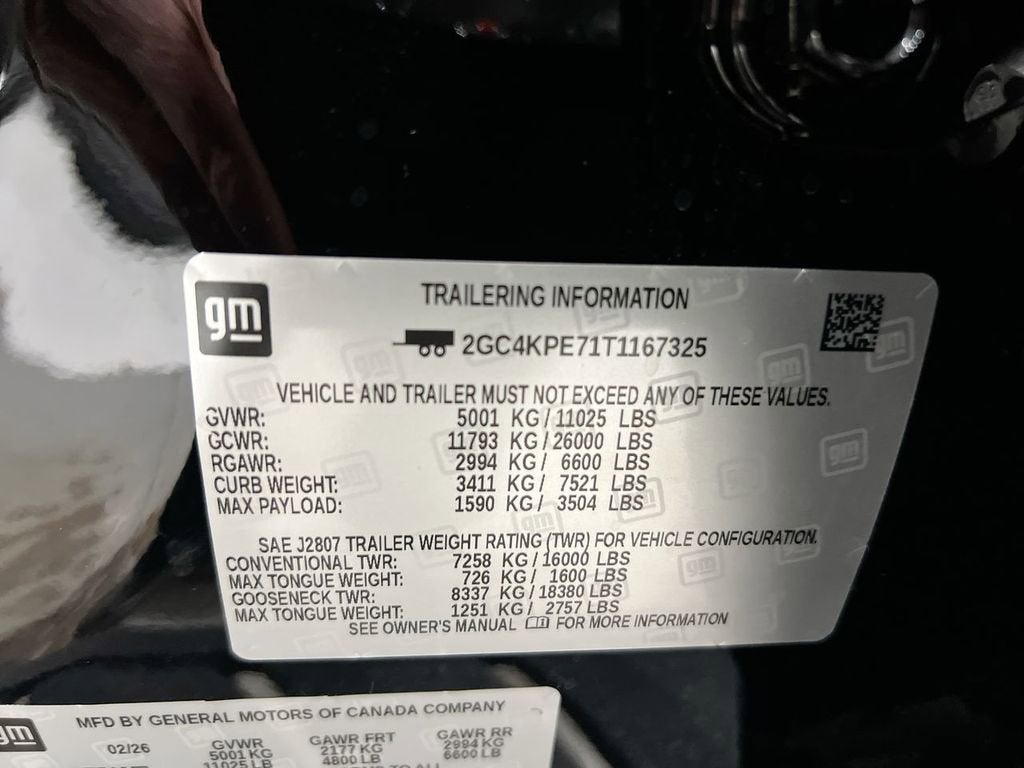 gm
TRAILERING INFORMATION
2GC4KPE71T1167325
VEHICLE AND TRAILER MUST NOT EXCEED ANY OF THESE VALUES.
GVWR: 5001 KG / 11025 LBS
GCWR: 11793 KG / 26000 LBS
RGAWR: 2994 KG / 6600 LBS
CURB WEIGHT: 3411 KG / 7521 LBS
MAX PAYLOAD: 1590 KG / 3504 LBS
SAE J2807 TRAILER WEIGHT RATING (TWR) FOR VEHICLE CONFIGURATION.
CONVENTIONAL TWR: 7258 KG / 16000 LBS
MAX TONGUE WEIGHT: 726 KG / 1600 LBS
GOOSENECK TWR: 8337 KG / 18380 LBS
MAX TONGUE WEIGHT: 1251 KG / 2757 LBS
SEE OWNER'S MANUAL FOR MORE INFORMATION
gm
MFD BY GENERAL MOTORS OF CANADA COMPANY
02/26 GVWR GAWR FRT GAWR RR
5001 KG 2177 KG 2994 KG
11025 LB 4800 LB 6600 LB